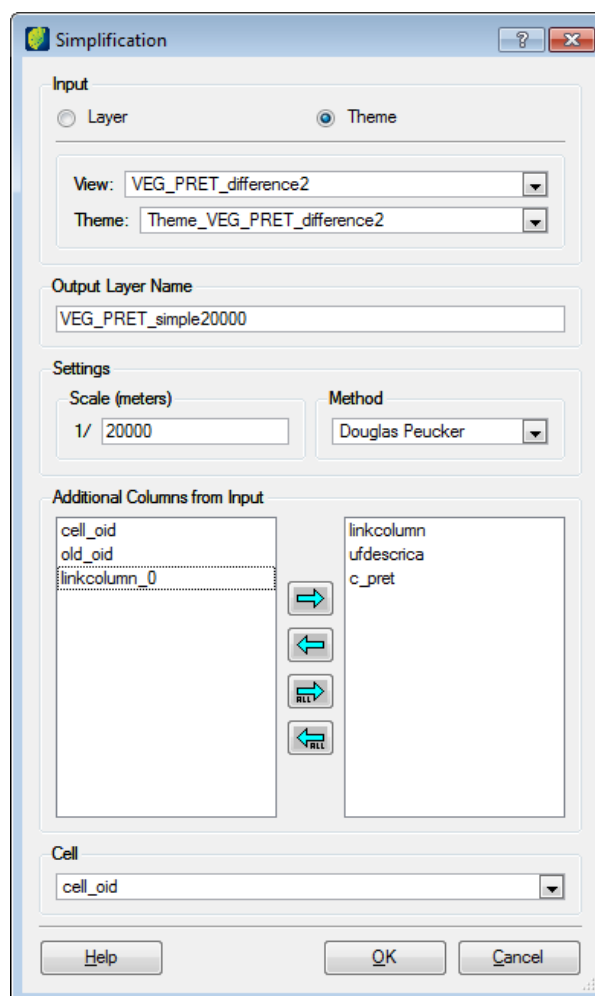 Simplification
Input
Layer
Theme
View: VEG_PRET_difference2
Theme: Theme_VEG_PRET_difference2
Output Layer Name
VEG_PRET_simple20000
Settings
Scale (meters)
Method
1/ 20000
Douglas Peucker
Additional Columns from Input
cell_oid
old_oid
linkcolumn_0
linkcolumn
ufdescrica
c_pret
ALL
ALL
Cell
cell_oid
Help
OK
Cancel